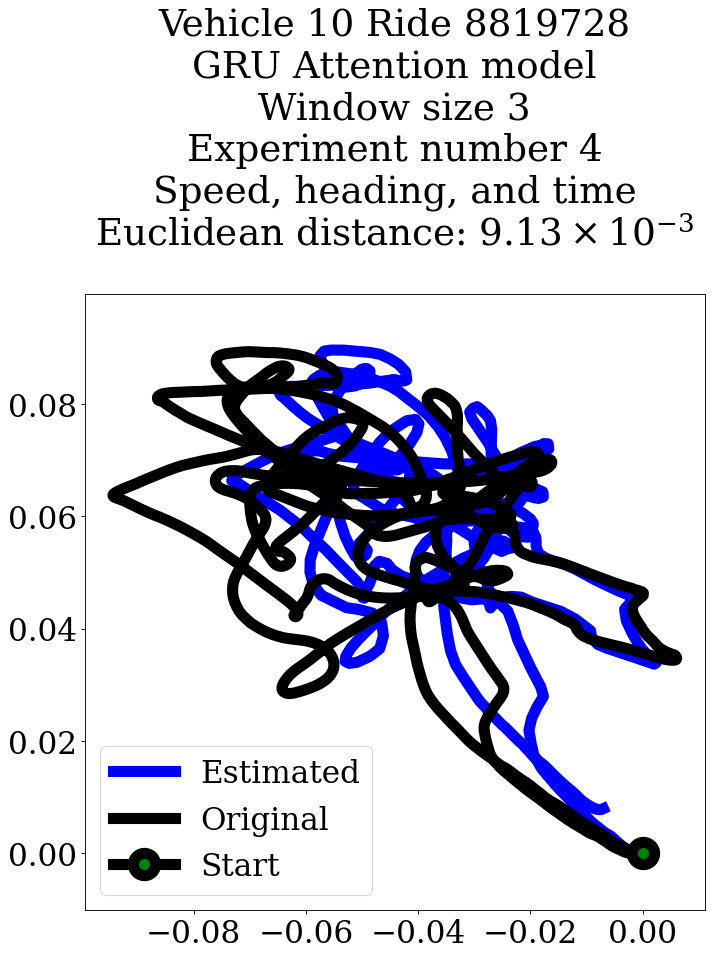 Vehicle 10 Ride 8819728
GRU Attention model
Window size 3
Experiment number 4
Speed, heading, and time
Euclidean distance: 9.13 × 10⁻³
0.08
0.06
0.04
0.02
0.00
Estimated
Original
Start
−0.08 −0.06 −0.04 −0.02 0.00